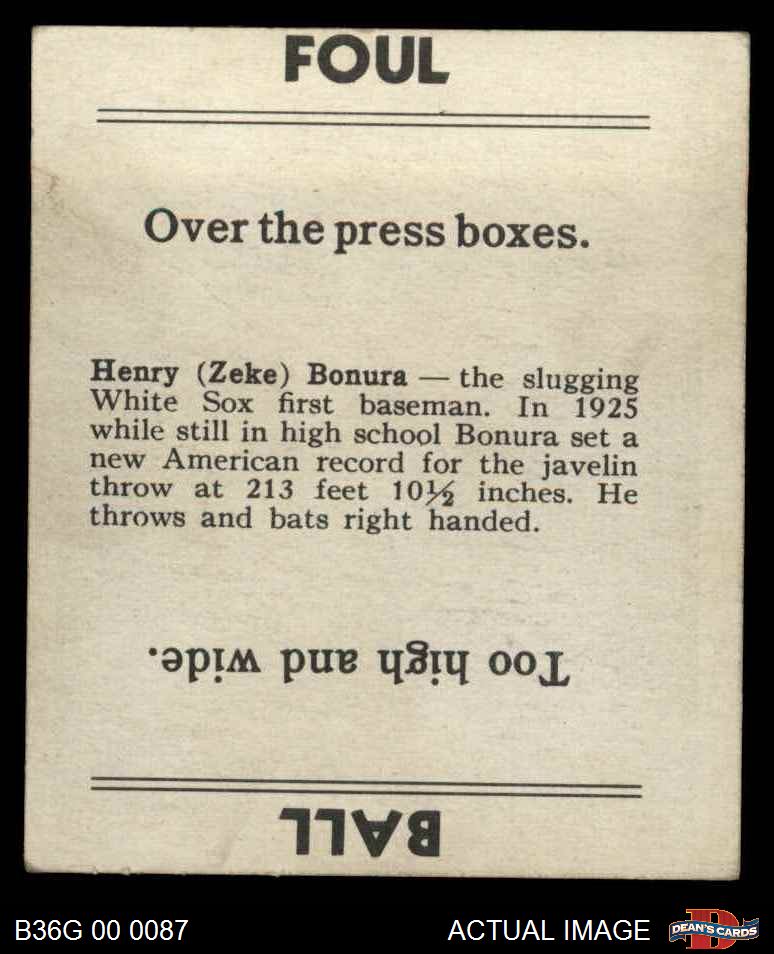 FOUL
Over the press boxes.
Henry (Zeke) Bonura — the slugging
White Sox first baseman. In 1925
while still in high school Bonura set a
new American record for the javelin
throw at 213 feet 10½ inches. He
throws and bats right handed.
Too high and wide.
BALL
B36G 00 0087
ACTUAL IMAGE
D
DEAN'S CARDS